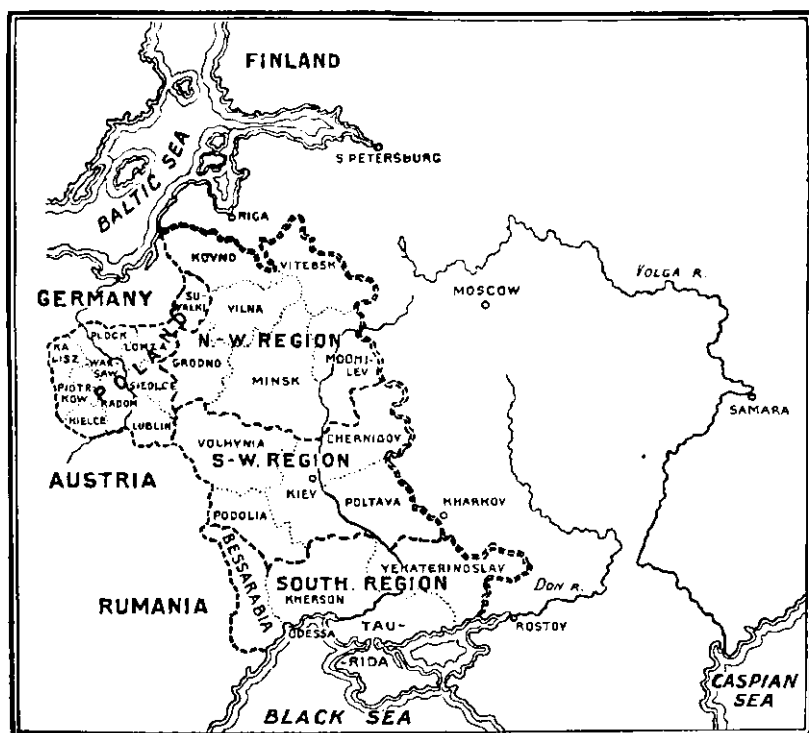 FINLAND
S. PETERSBURG
BALTIC SEA
RIGA
KOVNO
VITEBSK
VOLGA R.
MOSCOW
GERMANY
SU-
WALKI
VILNA
N.-W. REGION
PLOCK
LOMZA
POLAND
KA
LISZ
WAR-
SAW
GRODNO
MOGHI-
LEV
MINSK
PIOTR-
KOW
SIEDLCE
RADOM
KIELCE
LUBLIN
SAMARA
VOLHYNIA
CHERNIGOV
S-W. REGION
AUSTRIA
KIEV
POLTAVA
KHARKOV
PODOLIA
BESSARABIA
YEKATERINOSLAV
SOUTH. REGION
DON R.
RUMANIA
KHERSON
ODESSA
TAU-
-RIDA
ROSTOV
CASPIAN
SEA
BLACK SEA